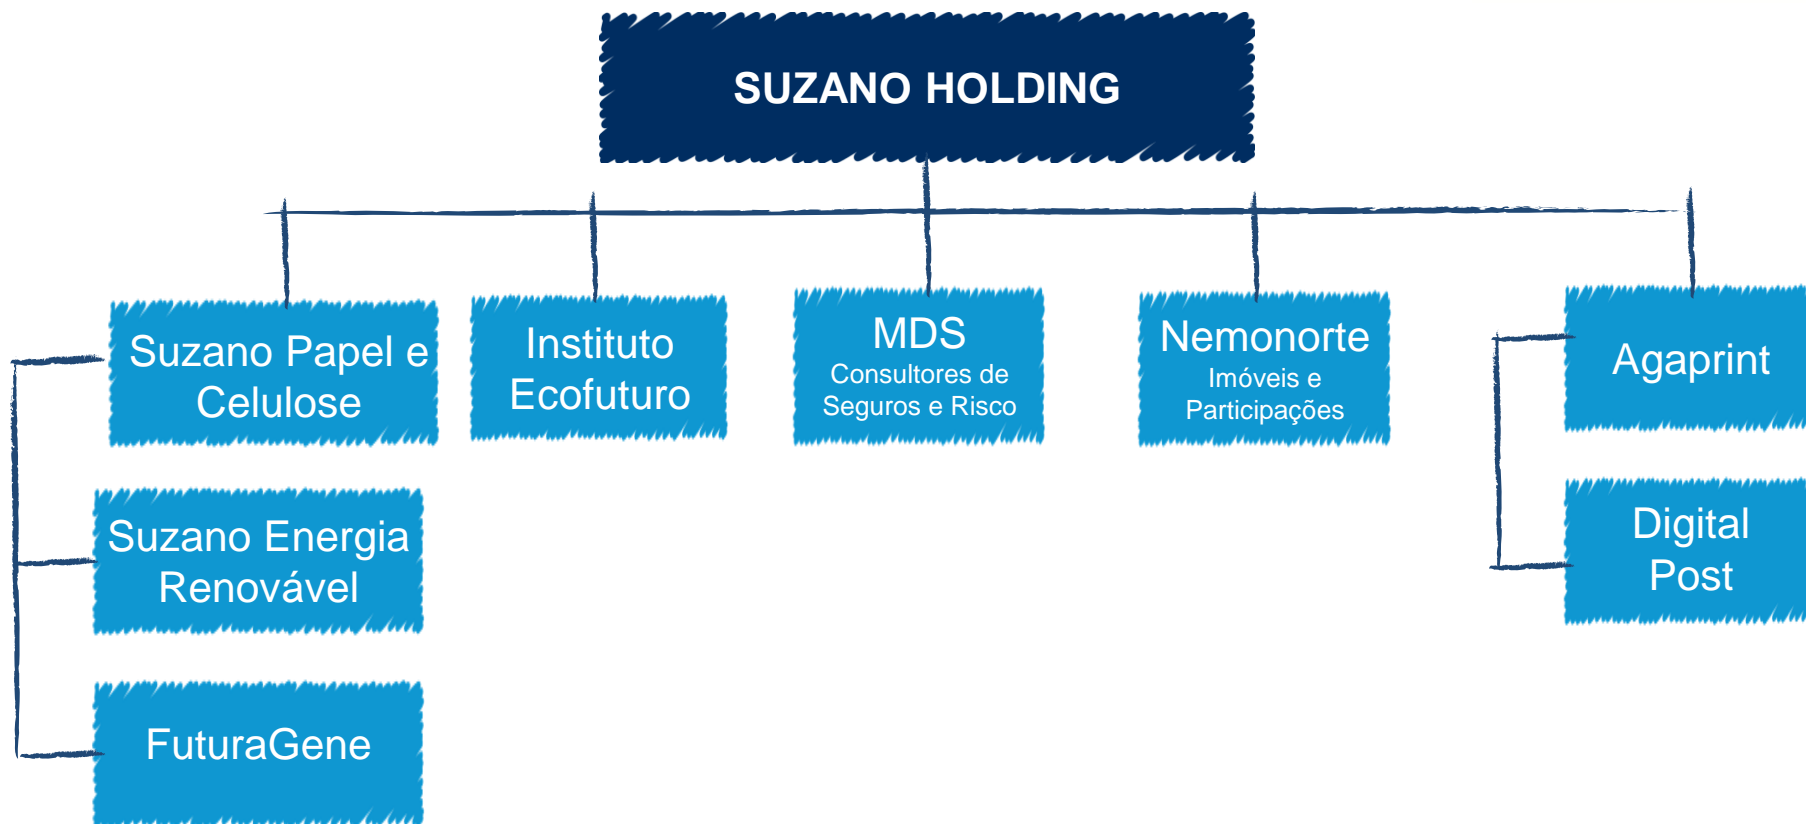 SUZANO HOLDING
Suzano Papel e
Celulose
Instituto
Ecofuturo
MDS
Consultores de
Seguros e Risco
Nemonorte
Imóveis e
Participações
Agaprint
Suzano Energia
Renovável
Digital
Post
FuturaGene